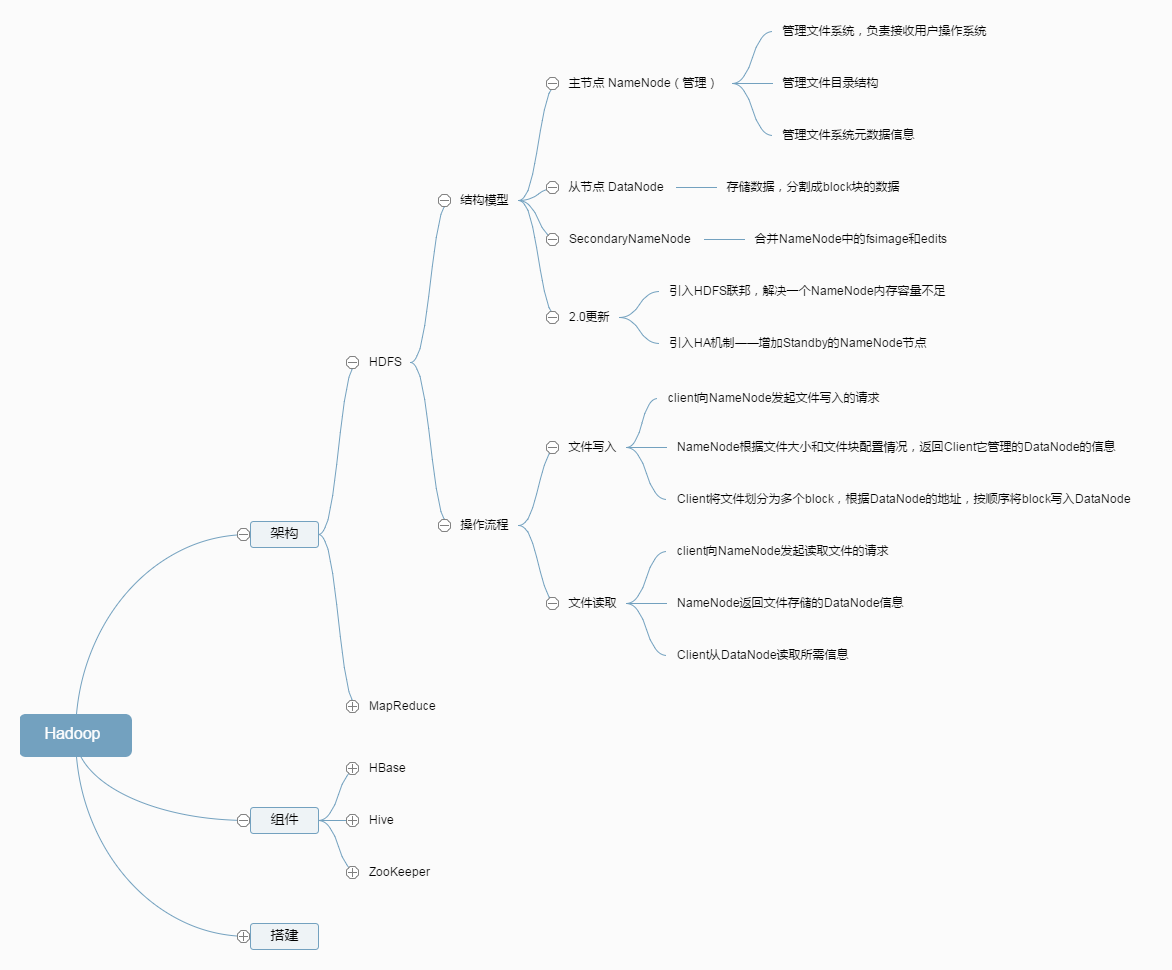 Hadoop
架构
HDFS
结构模型
主节点 NameNode（管理）
管理文件系统，负责接收用户操作系统
管理文件目录结构
管理文件系统元数据信息
从节点 DataNode
存储数据，分割成block块的数据
SecondaryNameNode
合并NameNode中的fsimage和edits
2.0更新
引入HDFS联邦，解决一个NameNode内存容量不足
引入HA机制——增加Standby的NameNode节点
操作流程
文件写入
client向NameNode发起文件写入的请求
NameNode根据文件大小和文件块配置情况，返回Client它管理的DataNode的信息
Client将文件划分为多个block，根据DataNode的地址，按顺序将block写入DataNode
文件读取
client向NameNode发起读取文件的请求
NameNode返回文件存储的DataNode信息
Client从DataNode读取所需信息
MapReduce
组件
HBase
Hive
ZooKeeper
搭建